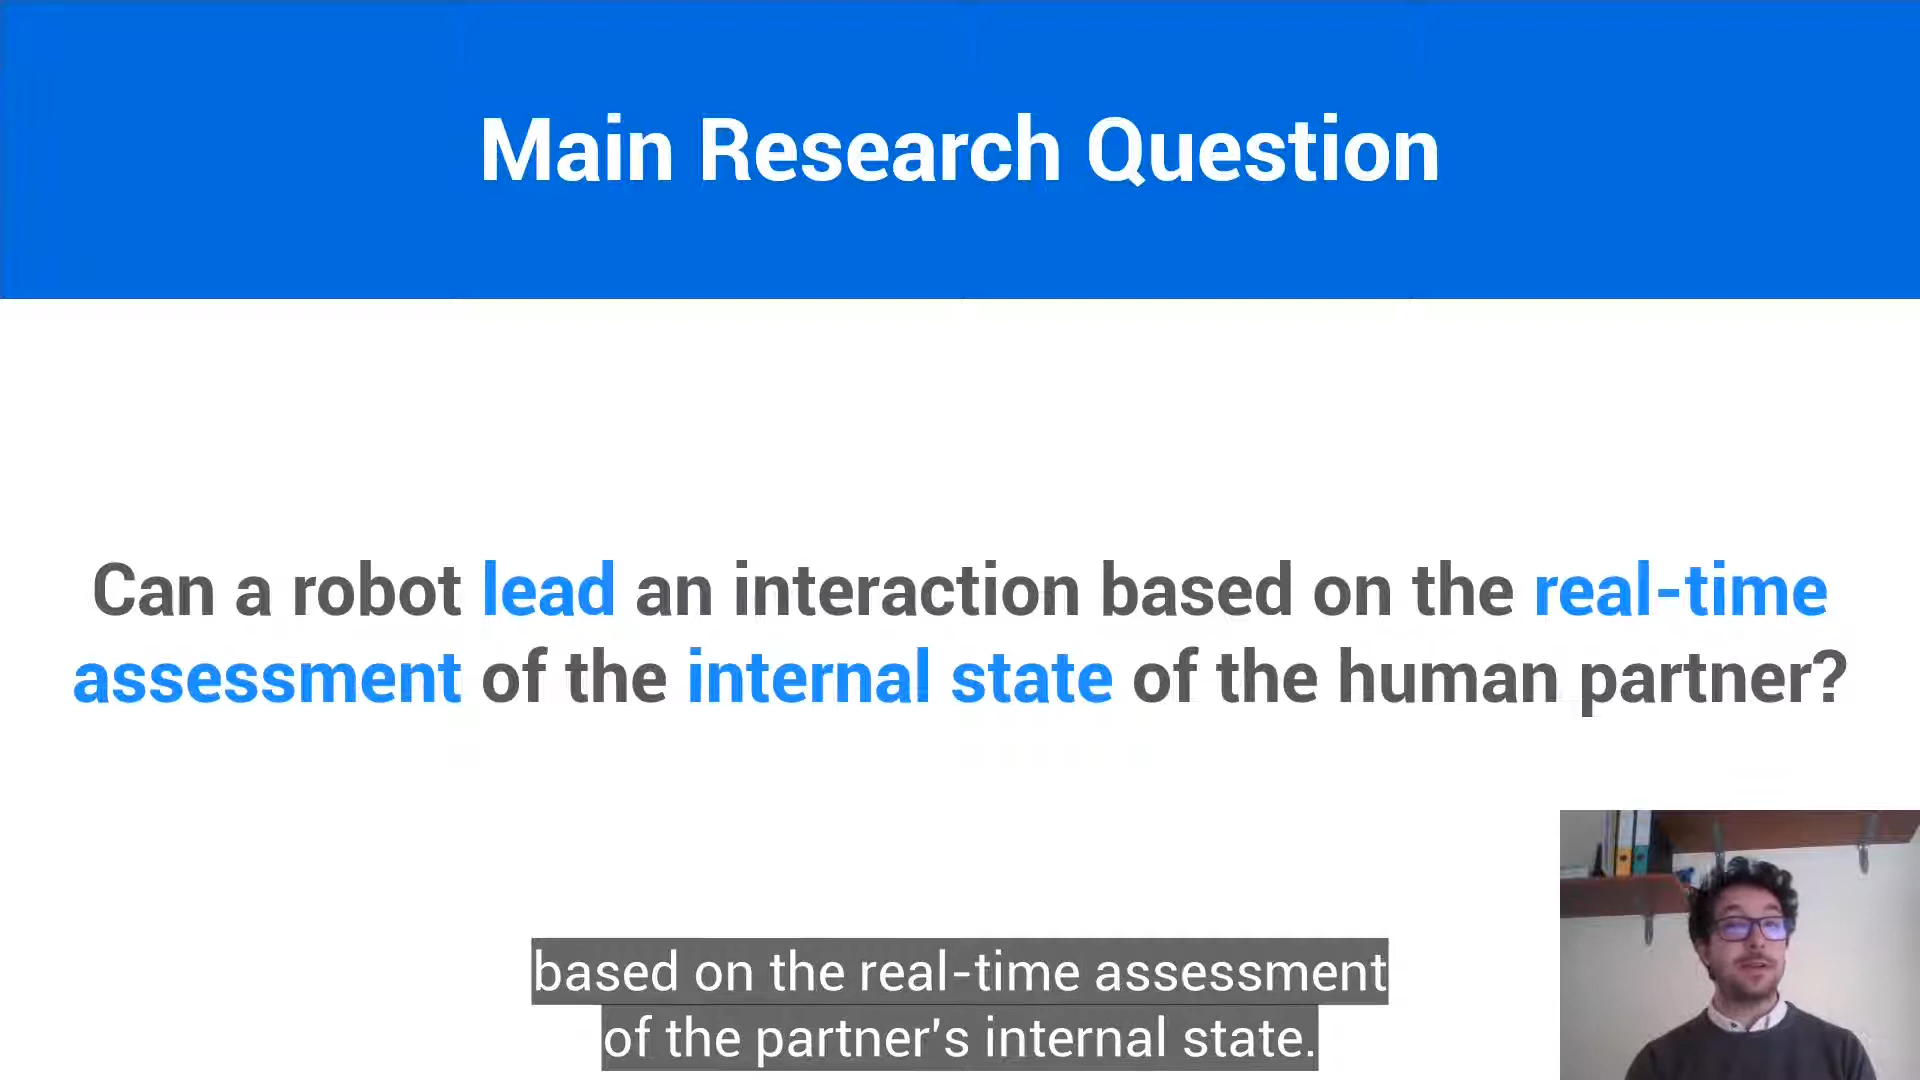 Main Research Question
Can a robot lead an interaction based on the real-time
assessment of the internal state of the human partner?
based on the real-time assessment
of the partner's internal state.